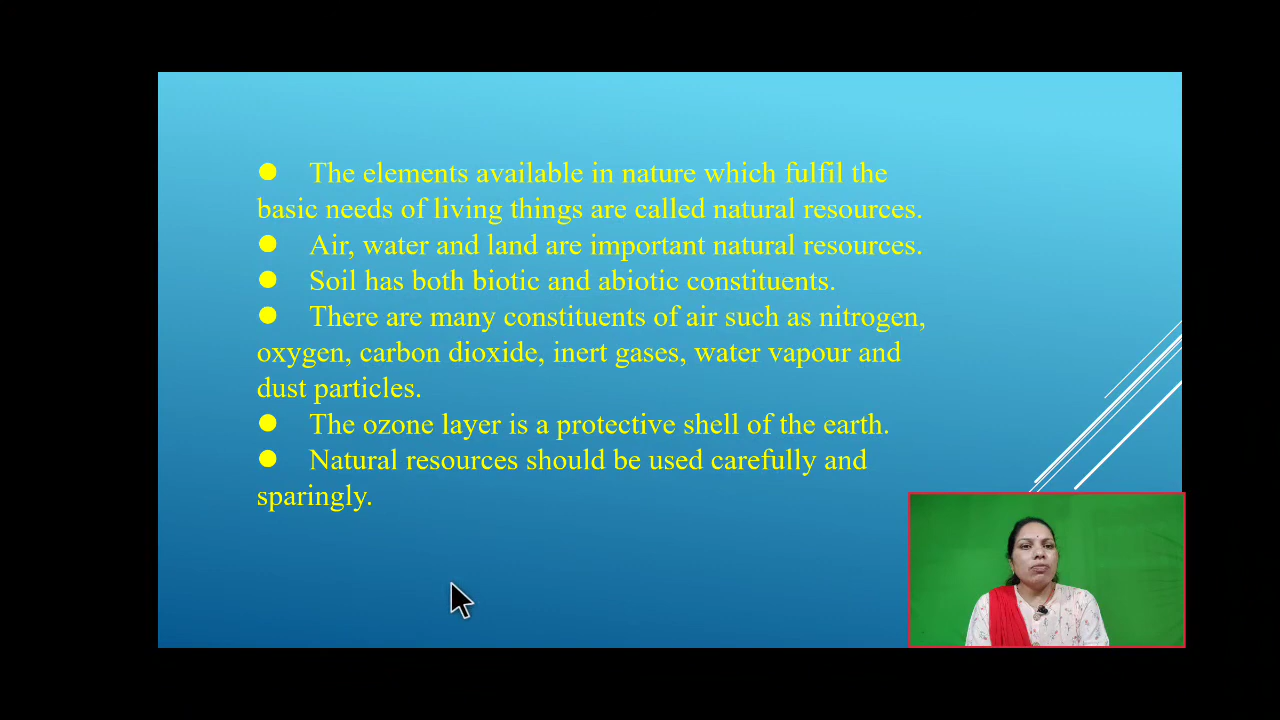 ● The elements available in nature which fulfil the
basic needs of living things are called natural resources.
● Air, water and land are important natural resources.
● Soil has both biotic and abiotic constituents.
● There are many constituents of air such as nitrogen,
oxygen, carbon dioxide, inert gases, water vapour and
dust particles.
● The ozone layer is a protective shell of the earth.
● Natural resources should be used carefully and
sparingly.